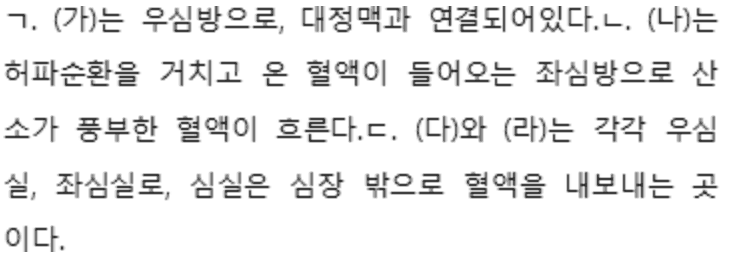 ㄱ. (가)는 우심방으로, 대정맥과 연결되어있다.ㄴ. (나)는
허파순환을 거치고 온 혈액이 들어오는 좌심방으로 산
소가 풍부한 혈액이 흐른다.ㄷ. (다)와 (라)는 각각 우심
실, 좌심실로, 심실은 심장 밖으로 혈액을 내보내는 곳
이다.